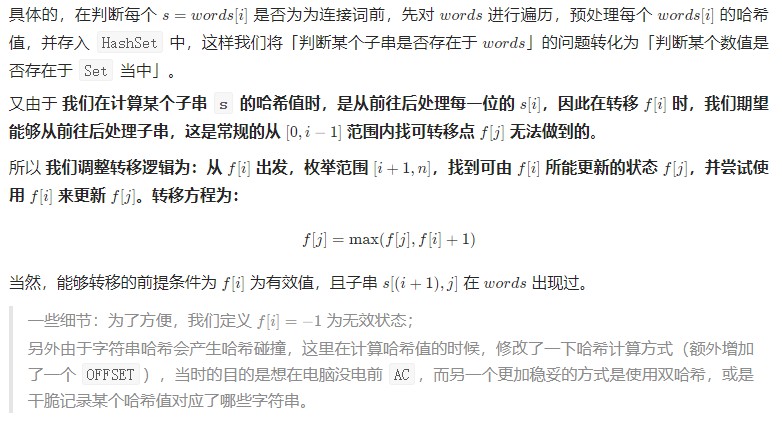 具体的，在判断每个 s = words[i] 是否为为连接词前，先对 words 进行遍历，预处理每个 words[i] 的哈希
值，并存入 HashSet 中，这样我们将「判断某个子串是否存在于 words」的问题转化为「判断某个数值是
否存在于 Set 当中」。
又由于 我们在计算某个子串 s 的哈希值时，是从前往后处理每一位的 s[i]，因此在转移 f[i] 时，我们期望
能够从前往后处理子串，这是常规的从 [0, i − 1] 范围内找可转移点 f[j] 无法做到的。
所以 我们调整转移逻辑为：从 f[i] 出发，枚举范围 [i + 1, n]，找到可由 f[i] 所能更新的状态 f[j]，并尝试使
用 f[i] 来更新 f[j]。转移方程为：
f[j] = max(f[j], f[i] + 1)
当然，能够转移的前提条件为 f[i] 为有效值，且子串 s[(i + 1), j] 在 words 出现过。
一些细节：为了方便，我们定义 f[i] = −1 为无效状态；
另外由于字符串哈希会产生哈希碰撞，这里在计算哈希值的时候，修改了一下哈希计算方式（额外增加
了一个 OFFSET ），当时的目的是想在电脑没电前 AC ，而另一个更加稳妥的方式是使用双哈希，或是
干脆记录某个哈希值对应了哪些字符串。